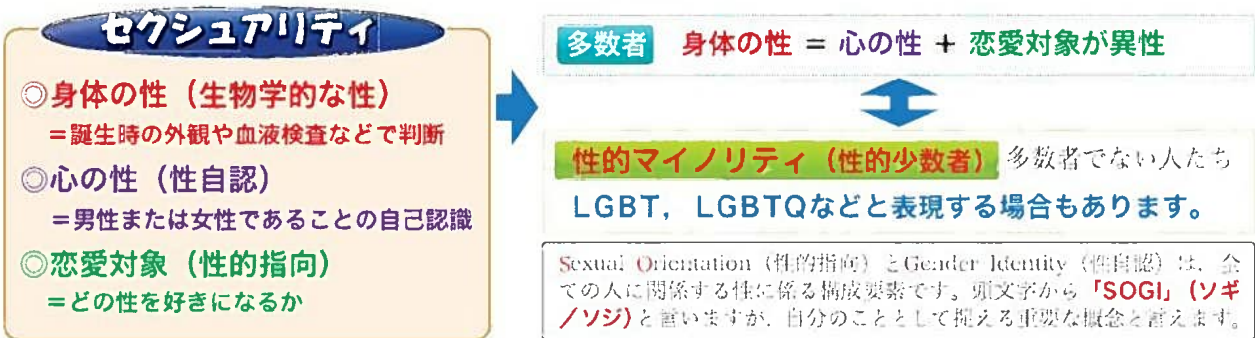 セクシュアリティ
◎身体の性（生物学的な性）
＝誕生時の外観や血液検査などで判断
◎心の性（性自認）
＝男性または女性であることの自己認識
◎恋愛対象（性的指向）
＝どの性を好きになるか
多数者　身体の性 = 心の性 + 恋愛対象が異性
性的マイノリティ（性的少数者）多数者でない人たち
LGBT，LGBTQなどと表現する場合もあります。
Sexual Orientation（性的指向）とGender Identity（性自認）は，全
ての人に関係する性に係る構成要素です。頭文字から「SOGI」（ソギ
／ソジ）と言いますが，自分のこととして捉える重要な概念と言えます。